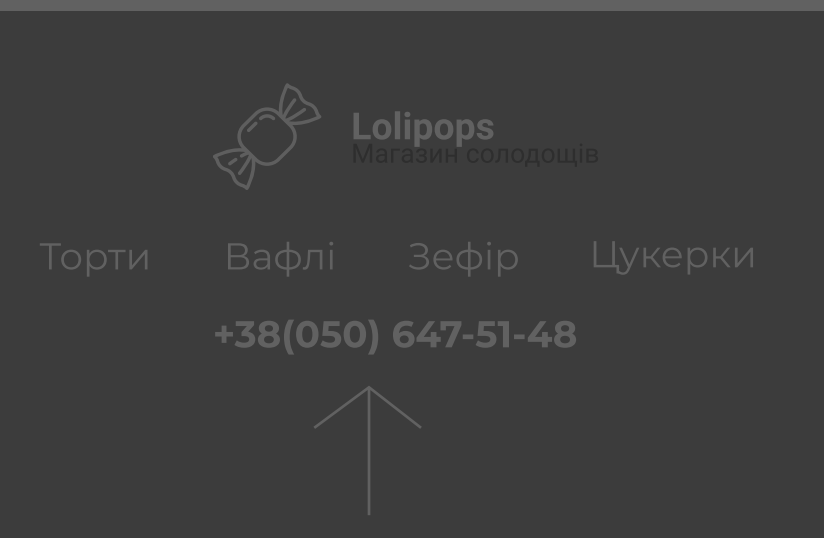 Lolipops
Магазин солодощів
Торти Вафлі Зефір Цукерки
+38(050) 647-51-48